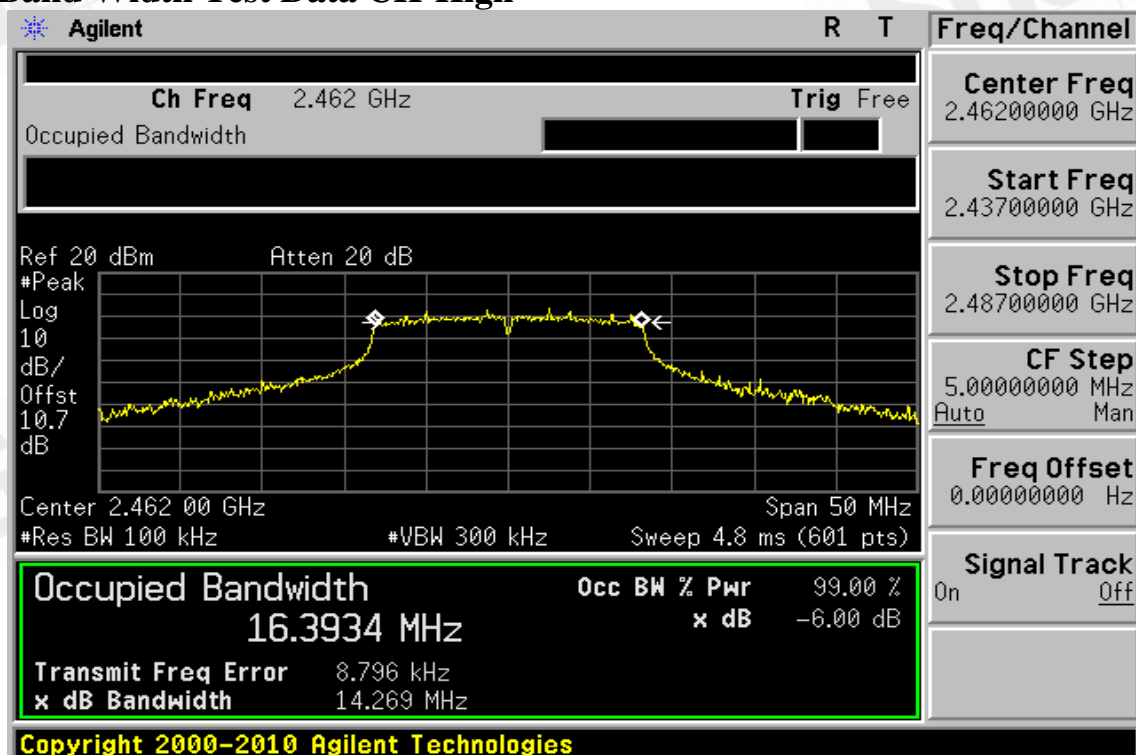 Band Width Test Data CH-High
Agilent R T
Freq/Channel
Ch Freq 2.462 GHz Trig Free
Occupied Bandwidth
Center Freq
2.46200000 GHz
Start Freq
2.43700000 GHz
Stop Freq
2.48700000 GHz
CF Step
5.00000000 MHz
Auto Man
Freq Offset
0.00000000 Hz
Signal Track
On Off
Ref 20 dBm Atten 20 dB
#Peak
Log
10
dB/
Offst
10.7
dB
Center 2.462 00 GHz Span 50 MHz
#Res BW 100 kHz #VBW 300 kHz Sweep 4.8 ms (601 pts)
Occupied Bandwidth
16.3934 MHz
Occ BW % Pwr 99.00 %
x dB -6.00 dB
Transmit Freq Error 8.796 kHz
x dB Bandwidth 14.269 MHz
Copyright 2000-2010 Agilent Technologies